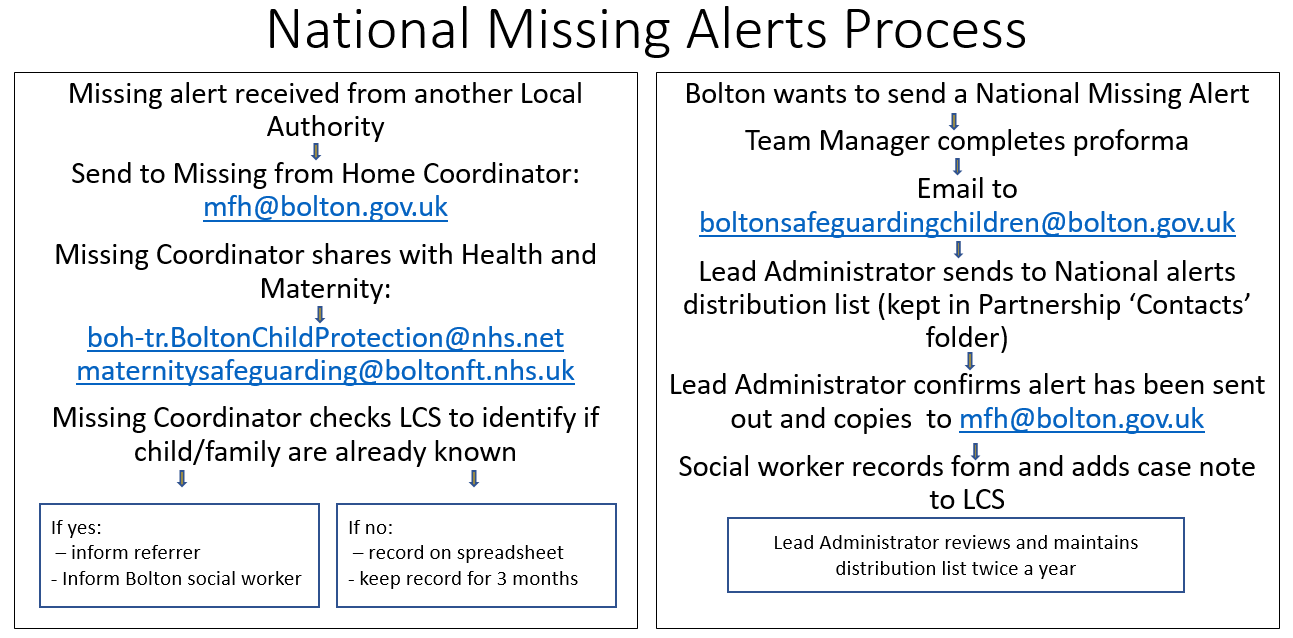 National Missing Alerts Process
Missing alert received from another Local
Authority
Send to Missing from Home Coordinator:
mfh@bolton.gov.uk
Missing Coordinator shares with Health and
Maternity:
boh-tr.BoltonChildProtection@nhs.net
maternitysafeguarding@boltonft.nhs.uk
Missing Coordinator checks LCS to identify if
child/family are already known
If yes:
– inform referrer
- Inform Bolton social worker
If no:
– record on spreadsheet
- keep record for 3 months
Bolton wants to send a National Missing Alert
Team Manager completes proforma
Email to
boltonsafeguardingchildren@bolton.gov.uk
Lead Administrator sends to National alerts
distribution list (kept in Partnership ‘Contacts’
folder)
Lead Administrator confirms alert has been sent
out and copies  to mfh@bolton.gov.uk
Social worker records form and adds case note
to LCS
Lead Administrator reviews and maintains
distribution list twice a year